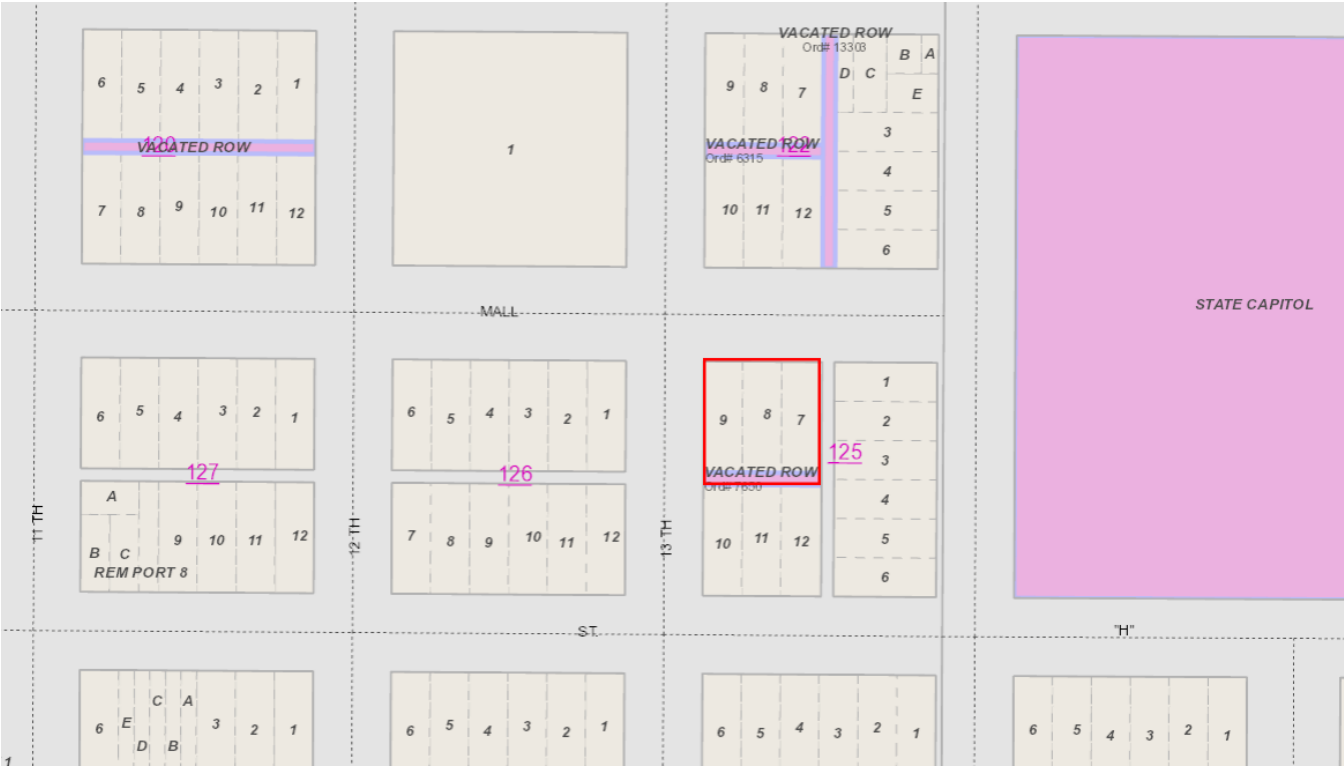 VACATED ROW
Ord# 13303
6 5 4 3 2 1
9 8 7
D C B A
E
1
3
120
VACATED ROW
VACATED ROW
122
Ord# 6315
4
7 8 9 10 11 12
10 11 12
5
6
STATE CAPITOL
MALL
6 5 4 3 2 1
6 5 4 3 2 1
9 8 7
1
2
3
4
5
6
127
126
125
VACATED ROW
A
B C
9 10 11 12
REM PORT 8
7 8 9 10 11 12
10 11 12
11 TH
12 -TH
13 -TH
ST.
"H"
6 E C A 3 2 1
D B
6 5 4 3 2 1
6 5 4 3 2 1
6 5 4 3 2 1
1